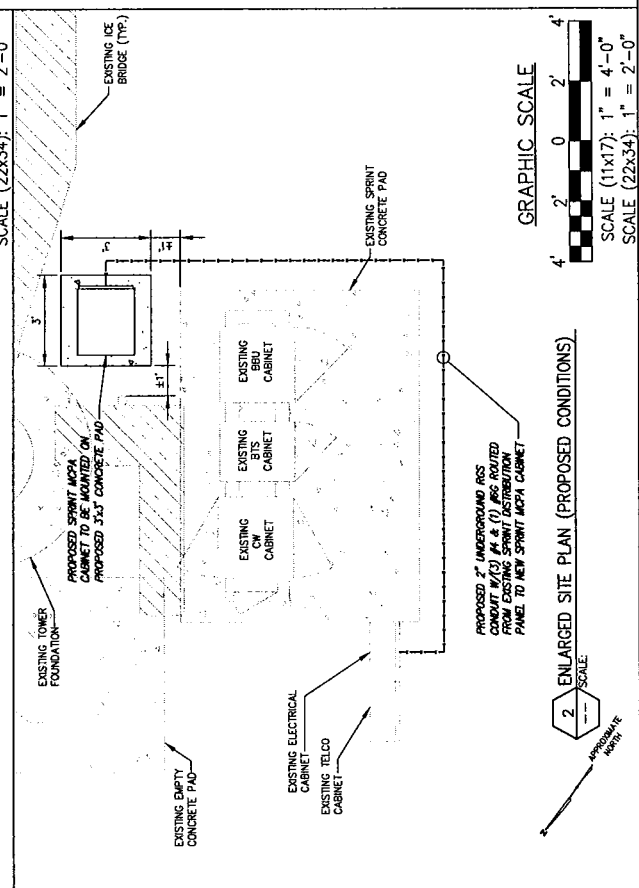 SCALE (22x34): 1" = 2'-0"
EXISTING ICE
BRIDGE (TYP.)
EXISTING TOWER
FOUNDATION
3'
3'
±1'
±1'
PROPOSED SPRINT MCPA
CABINET TO BE MOUNTED ON
PROPOSED 3'x3' CONCRETE PAD
EXISTING SPRINT
CONCRETE PAD
EXISTING
CW
CABINET
EXISTING
BTS
CABINET
EXISTING
BBU
CABINET
EXISTING EMPTY
CONCRETE PAD
EXISTING ELECTRICAL
CABINET
EXISTING TELCO
CABINET
PROPOSED 2" UNDERGROUND RGS
CONDUIT W/(3) #4 & (1) #6G ROUTED
FROM EXISTING SPRINT DISTRIBUTION
PANEL TO NEW SPRINT MCPA CABINET
2
--
ENLARGED SITE PLAN (PROPOSED CONDITIONS)
SCALE:
N
APPROXIMATE
NORTH
GRAPHIC SCALE
4' 2' 0 2' 4'
SCALE (11x17): 1" = 4'-0"
SCALE (22x34): 1" = 2'-0"